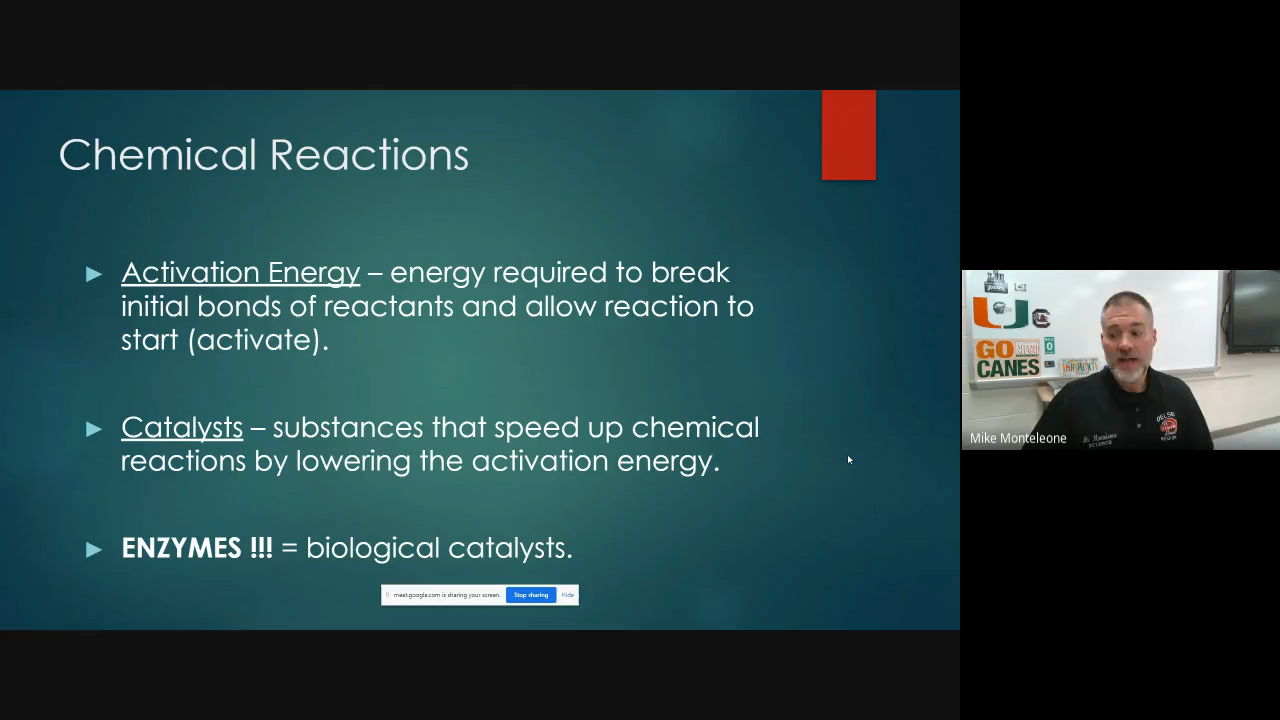 Chemical Reactions
► Activation Energy – energy required to break
initial bonds of reactants and allow reaction to
start (activate).
► Catalysts – substances that speed up chemical
reactions by lowering the activation energy.
► ENZYMES !!! = biological catalysts.
meet.google.com is sharing your screen. Stop sharing Hide
GO
CANES
Mike Monteleone
DELSEA
REGION